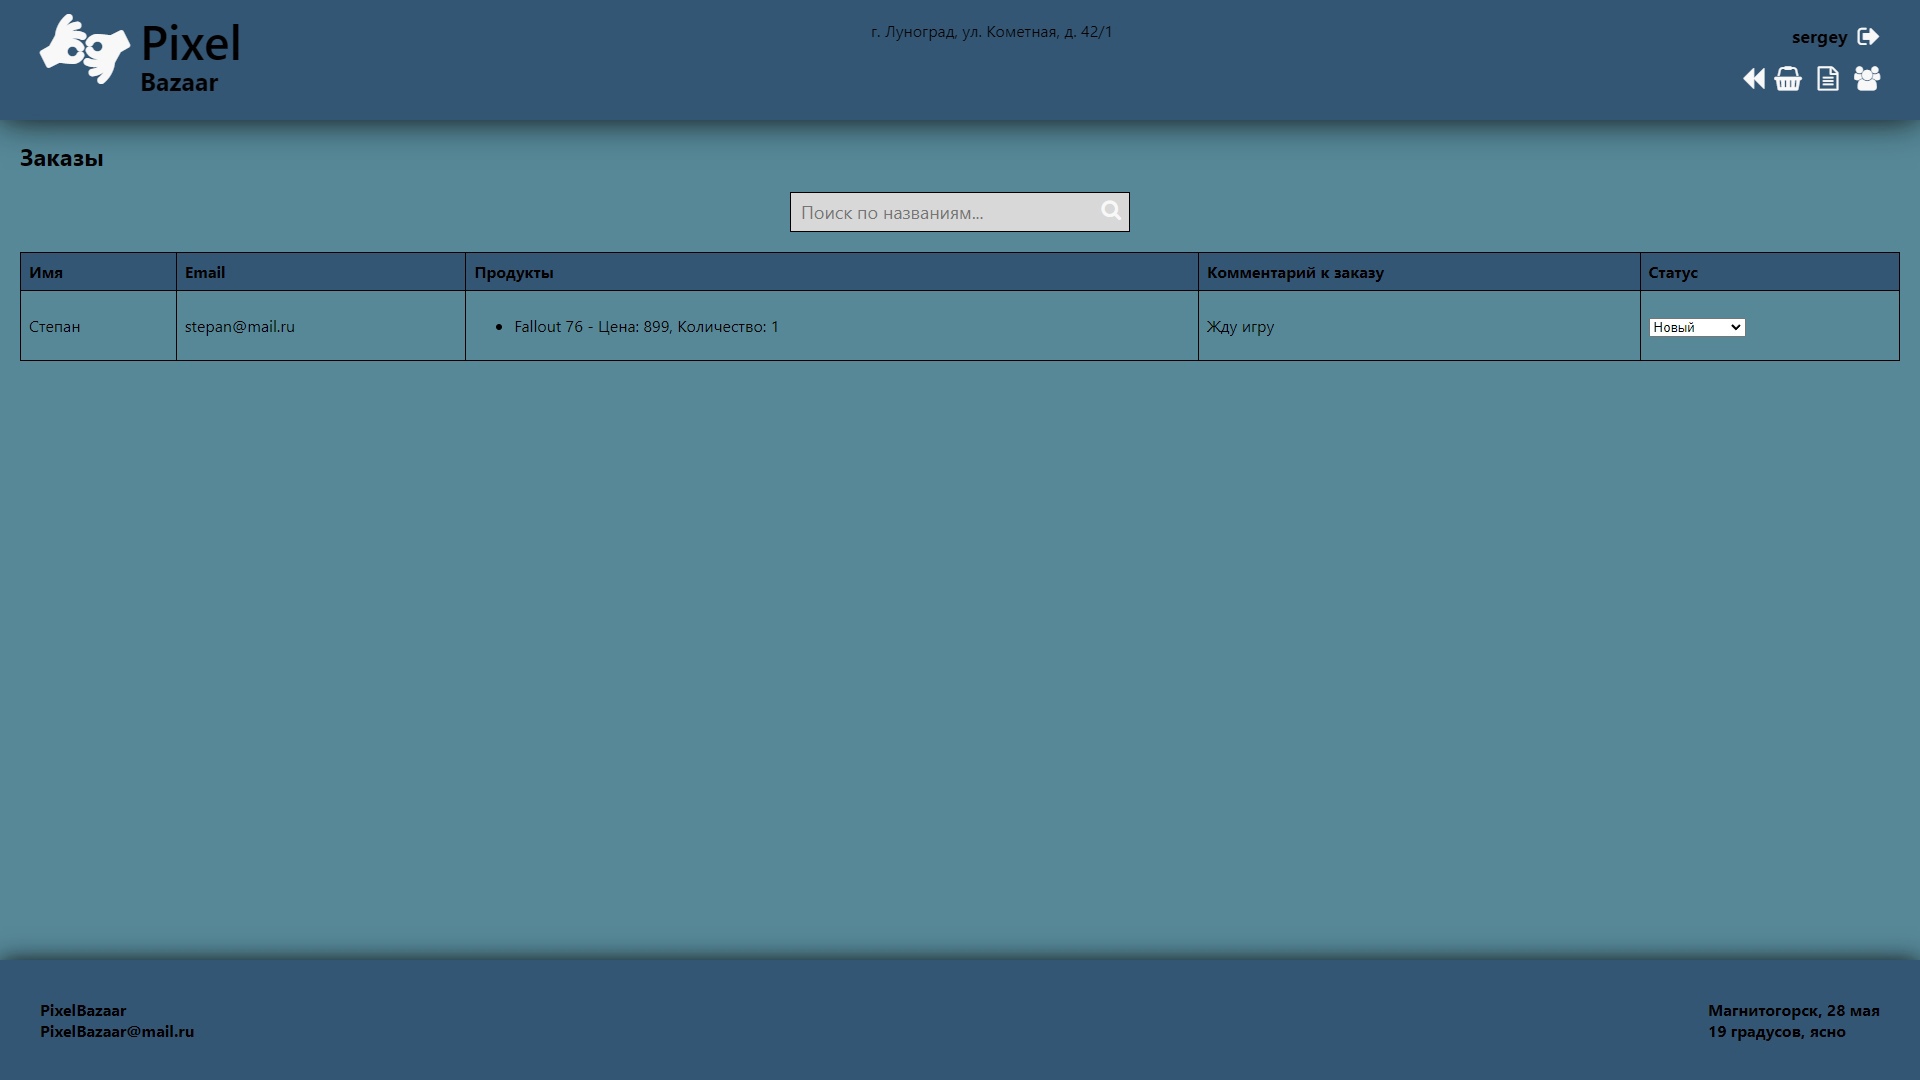 Pixel
Bazaar
г. Луноград, ул. Кометная, д. 42/1
sergey
Заказы
Поиск по названиям...
Имя Email Продукты Комментарий к заказу Статус
Степан stepan@mail.ru • Fallout 76 - Цена: 899, Количество: 1 Жду игру Новый
PixelBazaar
PixelBazaar@mail.ru
Магнитогорск, 28 мая
19 градусов, ясно